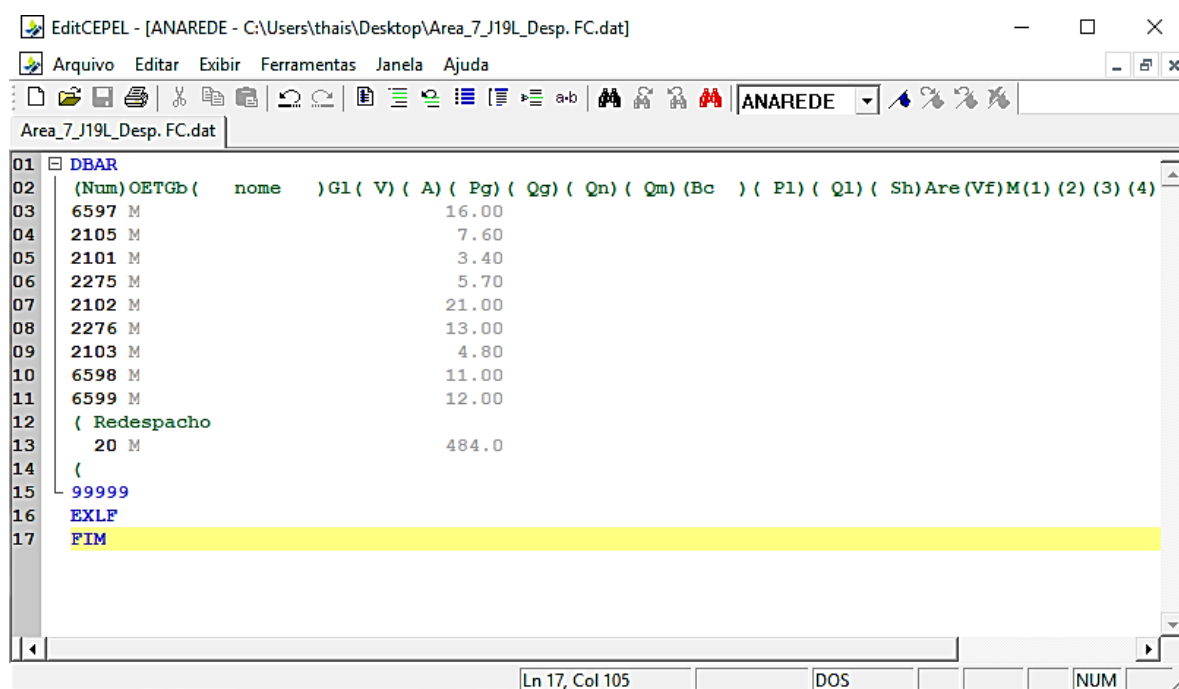 EditCEPEL - [ANAREDE - C:\Users\thais\Desktop\Area_7_J19L_Desp. FC.dat]
Arquivo Editar Exibir Ferramentas Janela Ajuda
a•b ANAREDE
Area_7_J19L_Desp. FC.dat
01 DBAR
02 (Num)OETGb(   nome   )Gl( V)( A)( Pg)( Qg)( Qn)( Qm)(Bc  )( Pl)( Ql)( Sh)Are(Vf)M(1)(2)(3)(4)
03 6597 M 16.00
04 2105 M 7.60
05 2101 M 3.40
06 2275 M 5.70
07 2102 M 21.00
08 2276 M 13.00
09 2103 M 4.80
10 6598 M 11.00
11 6599 M 12.00
12 ( Redespacho
13 20 M 484.0
14 (
15 99999
16 EXLF
17 FIM
Ln 17, Col 105 DOS NUM